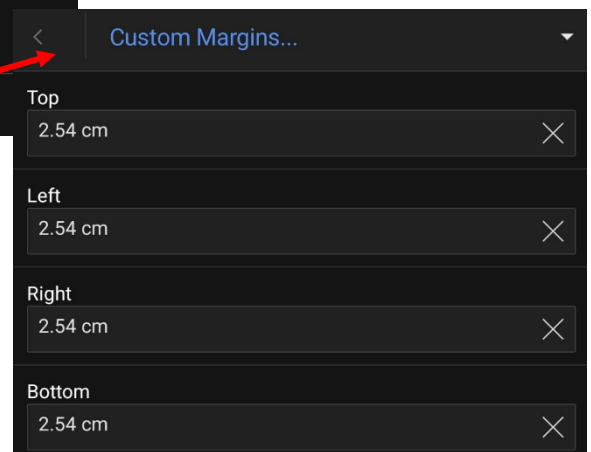 Custom Margins...
Top
2.54 cm
Left
2.54 cm
Right
2.54 cm
Bottom
2.54 cm